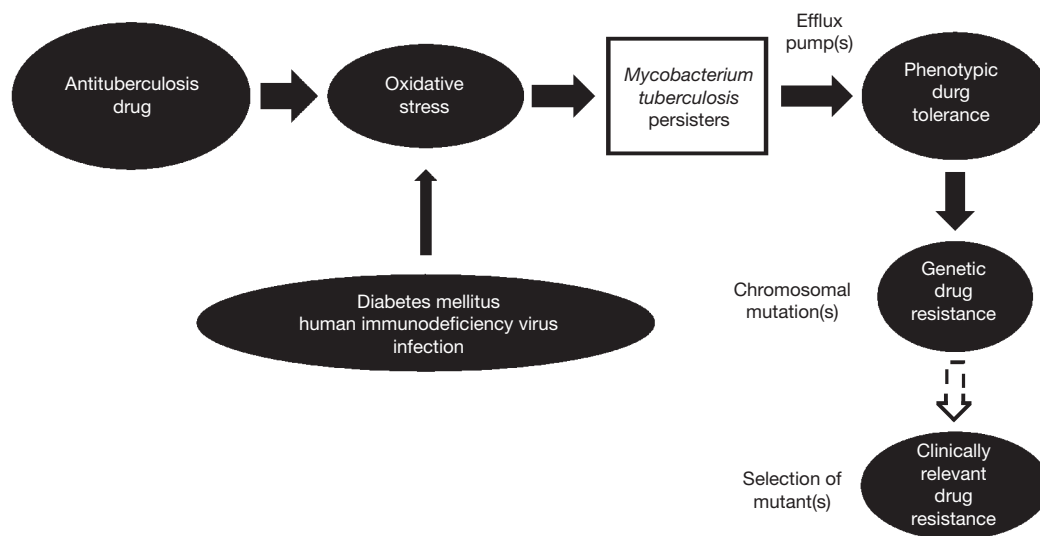 Antituberculosis
drug
Oxidative
stress
Mycobacterium
tuberculosis
persisters
Efflux
pump(s)
Phenotypic
durg
tolerance
Diabetes mellitus
human immunodeficiency virus
infection
Chromosomal
mutation(s)
Genetic
drug
resistance
Selection of
mutant(s)
Clinically
relevant
drug
resistance